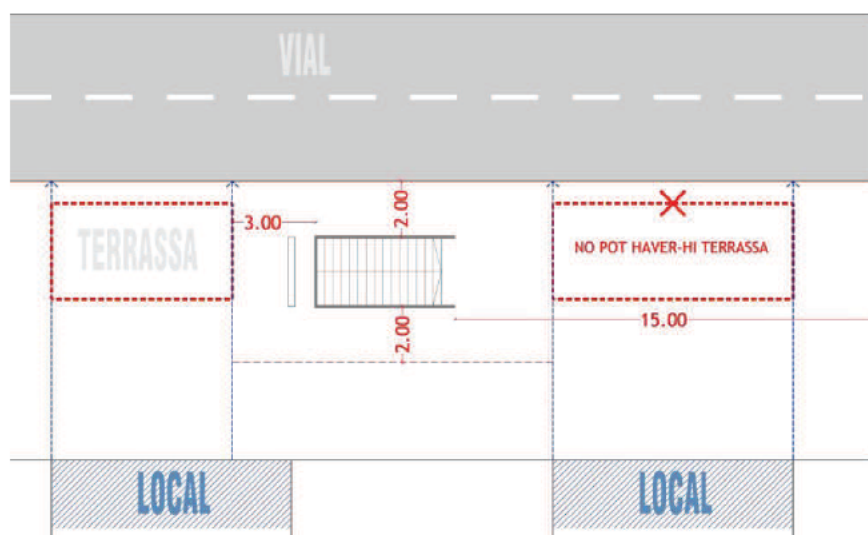 VIAL
3.00
2.00
TERRASSA
NO POT HAVER-HI TERRASSA
15.00
2.00
LOCAL
LOCAL